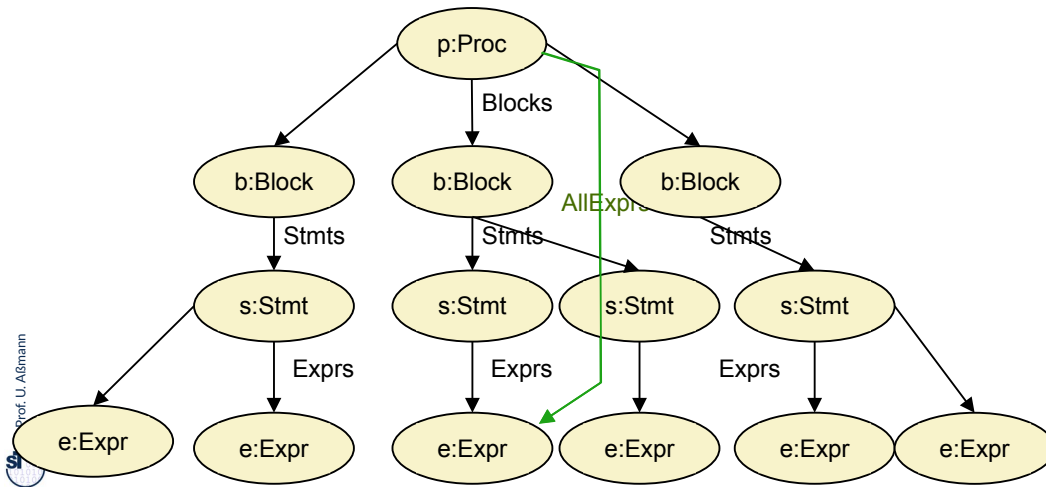 p:Proc
Blocks
b:Block
b:Block
b:Block
AllExprs
Stmts
Stmts
Stmts
s:Stmt
s:Stmt
s:Stmt
s:Stmt
Exprs
Exprs
Exprs
e:Expr
e:Expr
e:Expr
e:Expr
e:Expr
e:Expr
Prof. U. Aßmann